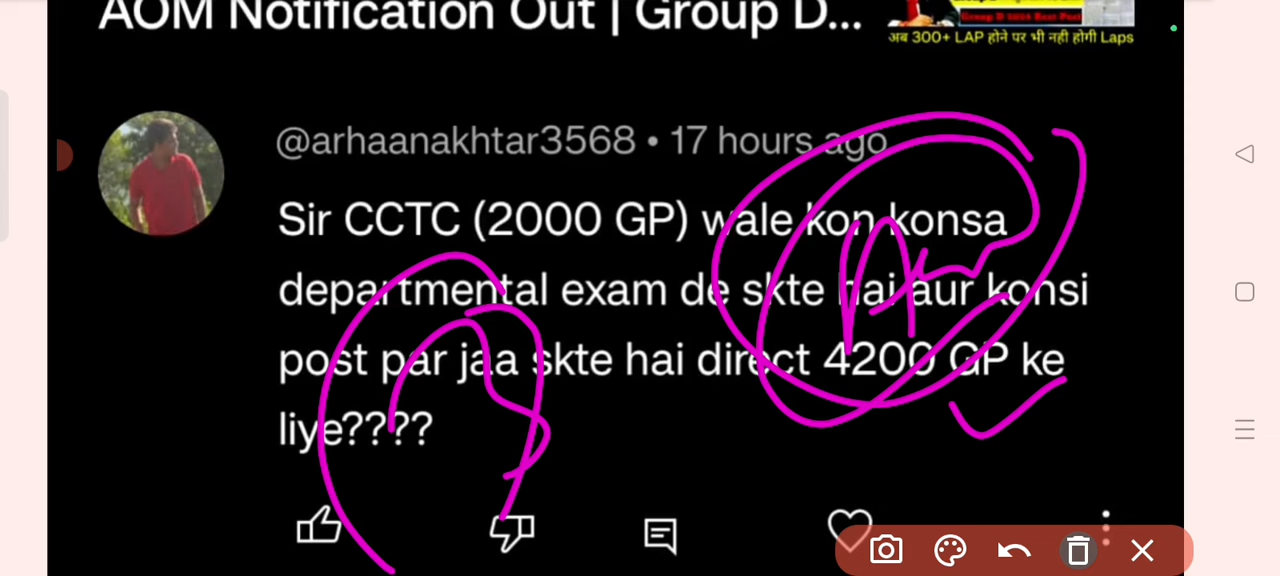 AOM Notification Out | Group D...
अब 300+ LAP होने पर भी नही होगी Laps
@arhaanakhtar3568 • 17 hours ago
Sir CCTC (2000 GP) wale kon konsa
departmental exam de skte hai aur konsi
post par jaa skte hai direct 4200 GP ke
liye????